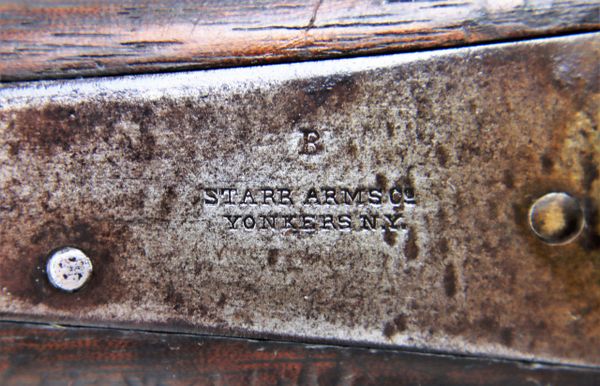 B
STARR ARMS Co
YONKERS N.Y.